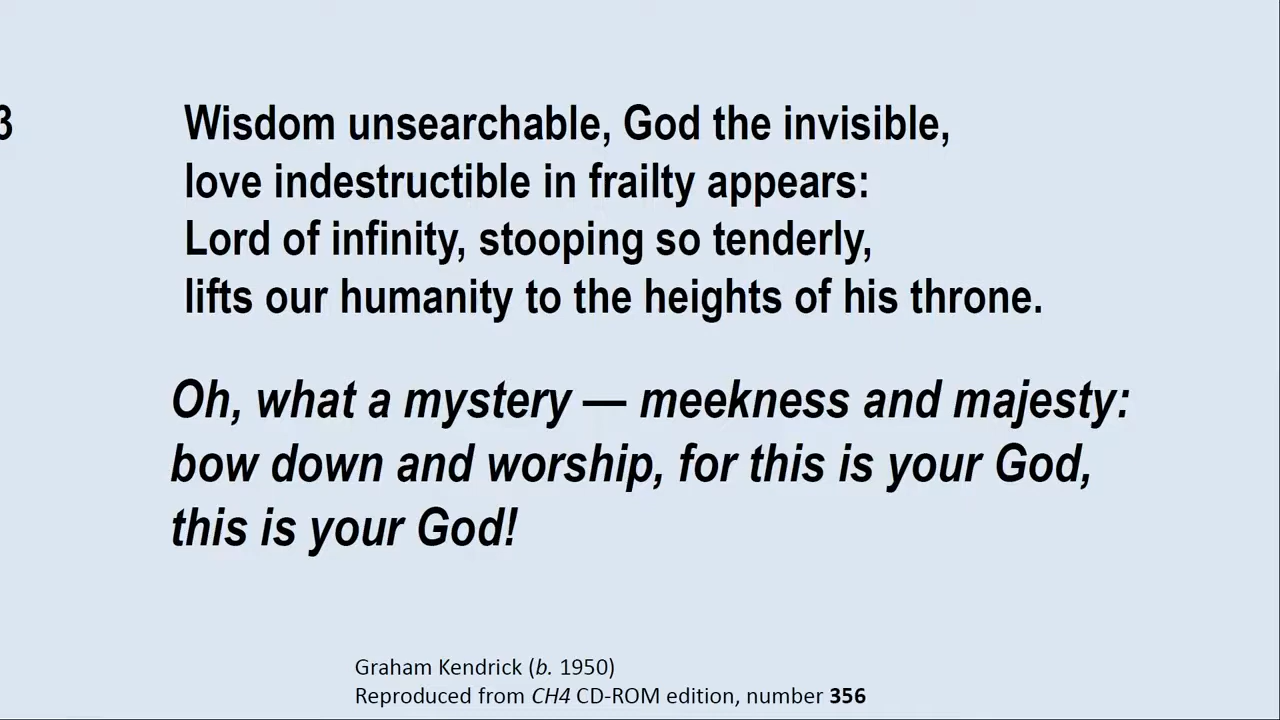 3 Wisdom unsearchable, God the invisible,
love indestructible in frailty appears:
Lord of infinity, stooping so tenderly,
lifts our humanity to the heights of his throne.
Oh, what a mystery — meekness and majesty:
bow down and worship, for this is your God,
this is your God!
Graham Kendrick (b. 1950)
Reproduced from CH4 CD-ROM edition, number 356